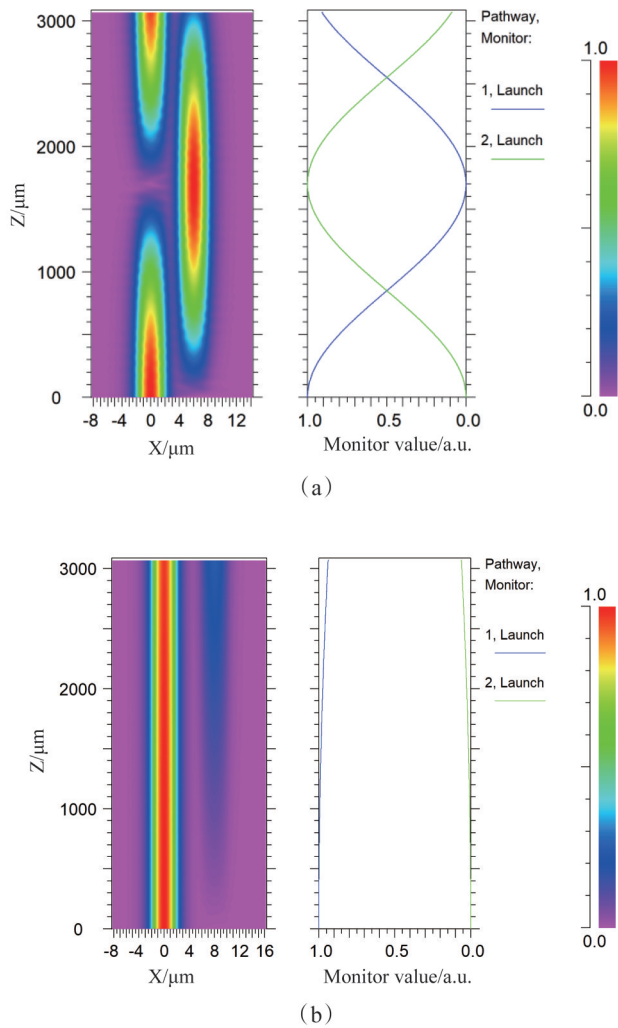 3000
2000
1000
0
Z/μm
-8 -4 0 4 8 12
X/μm
1.0 0.5 0.0
Monitor value/a.u.
Pathway,
Monitor:
1, Launch
2, Launch
1.0
0.0
(a)
3000
2000
1000
0
Z/μm
-8 -4 0 4 8 12 16
X/μm
1.0 0.5 0.0
Monitor value/a.u.
Pathway,
Monitor:
1, Launch
2, Launch
1.0
0.0
(b)